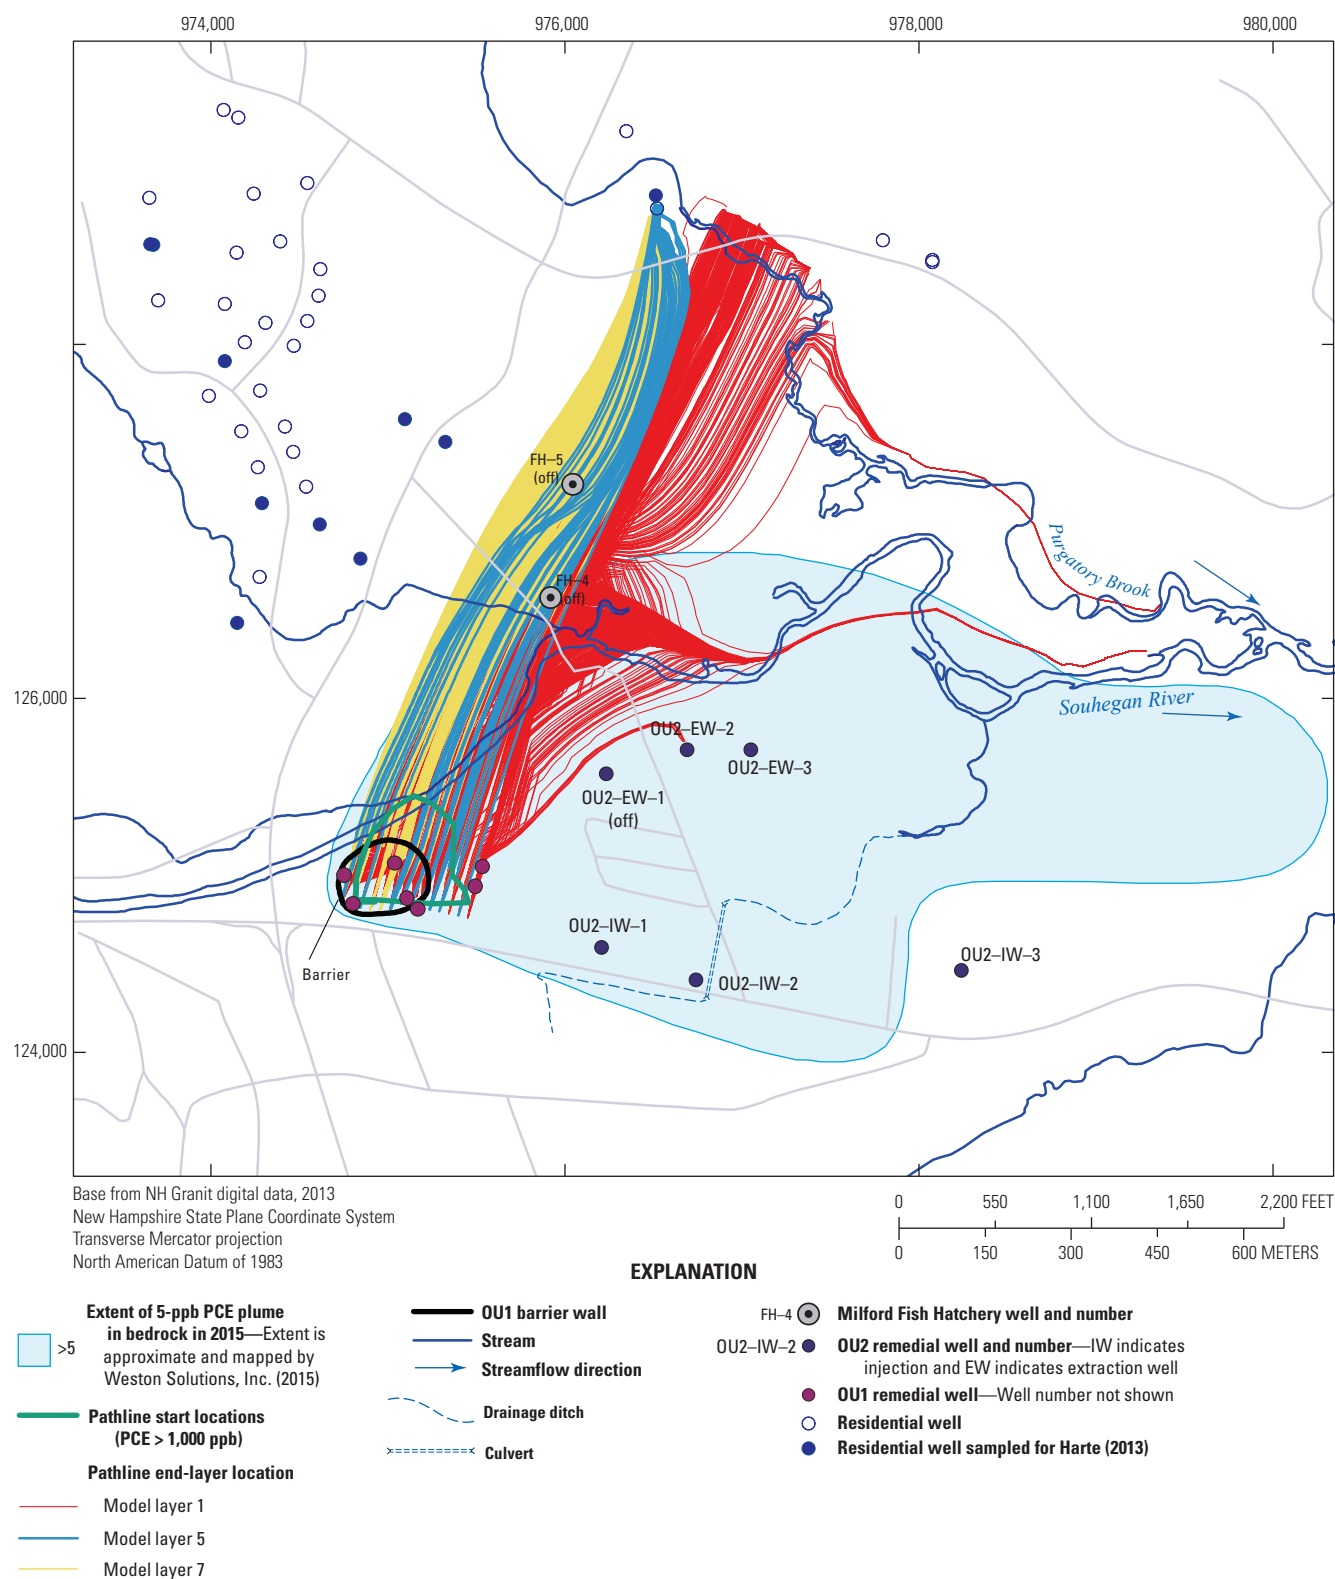 974,000
976,000
978,000
980,000
FH–5
(off)
FH–4
(off)
Purgatory Brook
126,000
Souhegan River
OU2–EW–2
OU2–EW–3
OU2–EW–1
(off)
OU2–IW–1
OU2–IW–3
Barrier
OU2–IW–2
124,000
Base from NH Granit digital data, 2013
New Hampshire State Plane Coordinate System
Transverse Mercator projection
North American Datum of 1983
0 550 1,100 1,650 2,200 FEET
0 150 300 450 600 METERS
EXPLANATION
>5
Extent of 5-ppb PCE plume
in bedrock in 2015—Extent is
approximate and mapped by
Weston Solutions, Inc. (2015)
Pathline start locations
(PCE > 1,000 ppb)
Pathline end-layer location
Model layer 1
Model layer 5
Model layer 7
OU1 barrier wall
Stream
Streamflow direction
Drainage ditch
Culvert
FH–4 Milford Fish Hatchery well and number
OU2–IW–2 OU2 remedial well and number—IW indicates
injection and EW indicates extraction well
OU1 remedial well—Well number not shown
Residential well
Residential well sampled for Harte (2013)